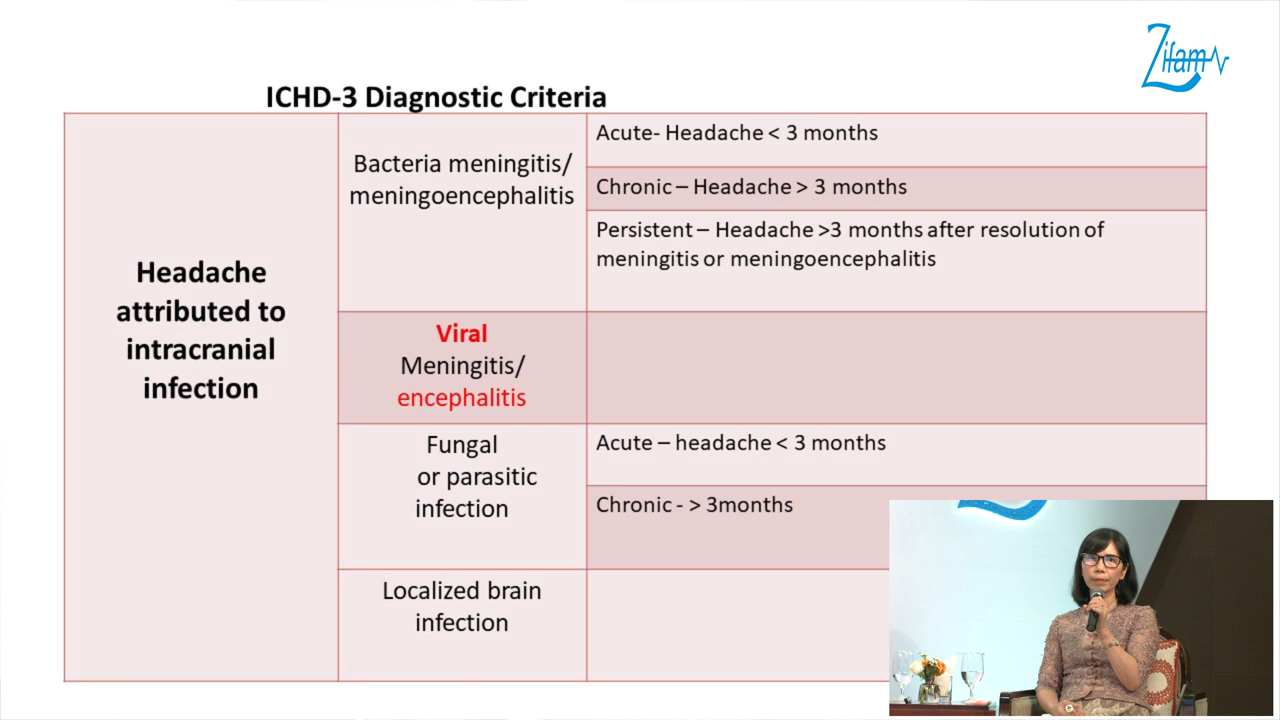 Zifam
ICHD-3 Diagnostic Criteria
Headache
attributed to
intracranial
infection
Bacteria meningitis/
meningoencephalitis
Acute- Headache < 3 months
Chronic – Headache > 3 months
Persistent – Headache >3 months after resolution of
meningitis or meningoencephalitis
Viral
Meningitis/
encephalitis
Fungal
or parasitic
infection
Acute – headache < 3 months
Chronic - > 3months
Localized brain
infection